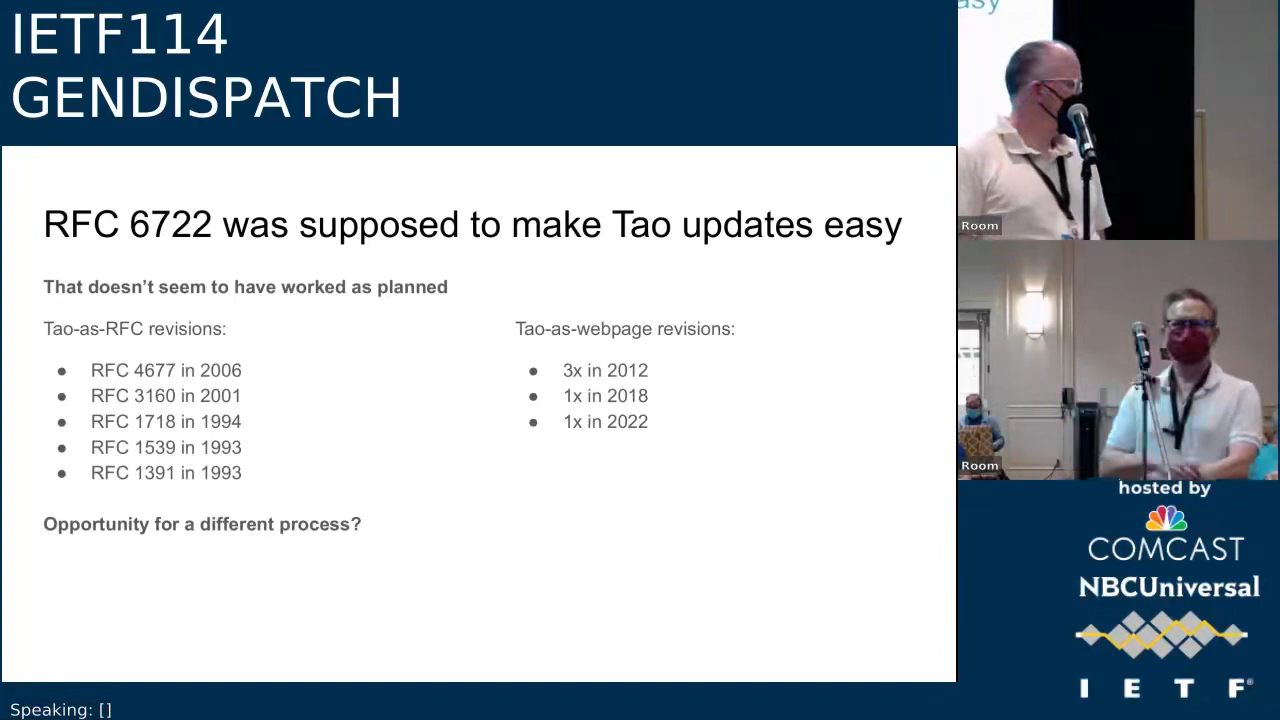 IETF114
GENDISPATCH
RFC 6722 was supposed to make Tao updates easy
That doesn't seem to have worked as planned
Tao-as-RFC revisions:
● RFC 4677 in 2006
● RFC 3160 in 2001
● RFC 1718 in 1994
● RFC 1539 in 1993
● RFC 1391 in 1993
Tao-as-webpage revisions:
● 3x in 2012
● 1x in 2018
● 1x in 2022
Opportunity for a different process?
asy
Room
Room
hosted by
COMCAST
NBCUniversal
I E T F®
Speaking: []